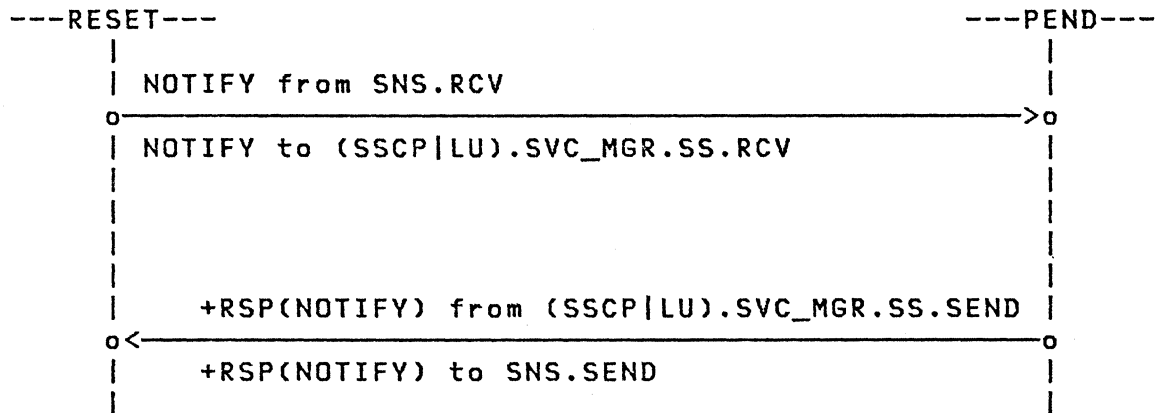 ---RESET--- ---PEND---
NOTIFY from SNS.RCV
NOTIFY to (SSCP|LU).SVC_MGR.SS.RCV
+RSP(NOTIFY) from (SSCP|LU).SVC_MGR.SS.SEND
+RSP(NOTIFY) to SNS.SEND